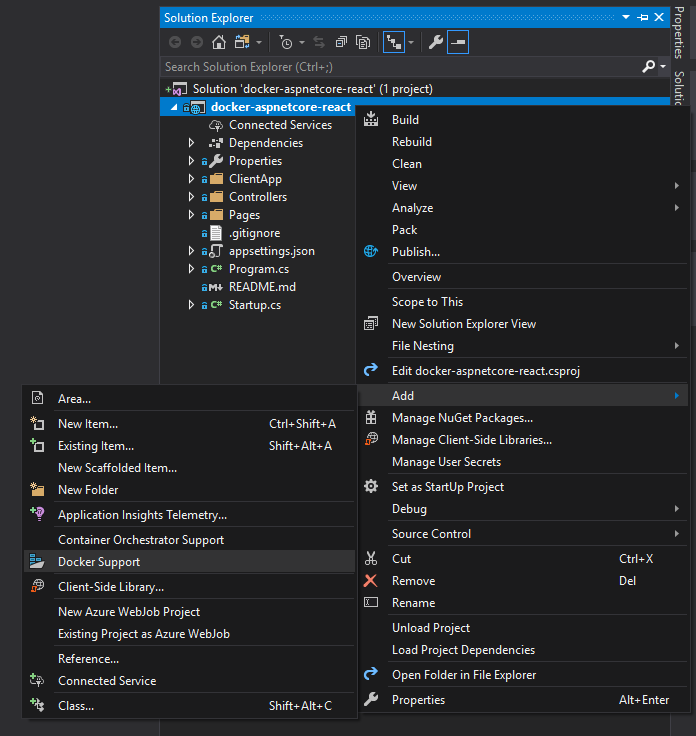 Solution Explorer
Search Solution Explorer (Ctrl+;)
Solution 'docker-aspnetcore-react' (1 project)
docker-aspnetcore-react
Connected Services
Dependencies
Properties
ClientApp
Controllers
Pages
.gitignore
appsettings.json
C# Program.cs
README.md
C# Startup.cs
Properties
Build
Rebuild
Clean
View
Analyze
Pack
Publish...
Overview
Scope to This
New Solution Explorer View
File Nesting
Edit docker-aspnetcore-react.csproj
Add
Manage NuGet Packages...
Manage Client-Side Libraries...
Manage User Secrets
Set as StartUp Project
Debug
Source Control
Cut Ctrl+X
Remove Del
Rename
Unload Project
Load Project Dependencies
Open Folder in File Explorer
Properties Alt+Enter
Area...
New Item... Ctrl+Shift+A
Existing Item... Shift+Alt+A
New Scaffolded Item...
New Folder
Application Insights Telemetry...
Container Orchestrator Support
Docker Support
Client-Side Library...
New Azure WebJob Project
Existing Project as Azure WebJob
Reference...
Connected Service
Class... Shift+Alt+C